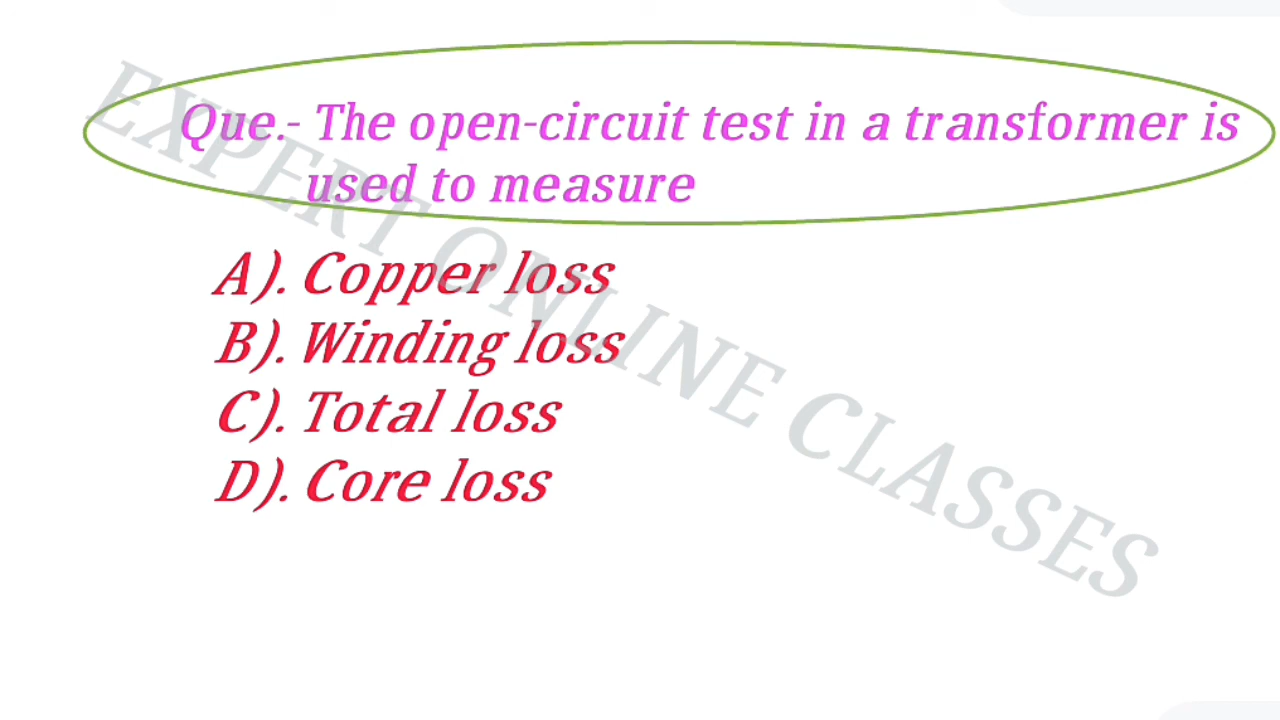 Que.- The open-circuit test in a transformer is
used to measure
A). Copper loss
B). Winding loss
C). Total loss
D). Core loss
EXPERT ONLINE CLASSES